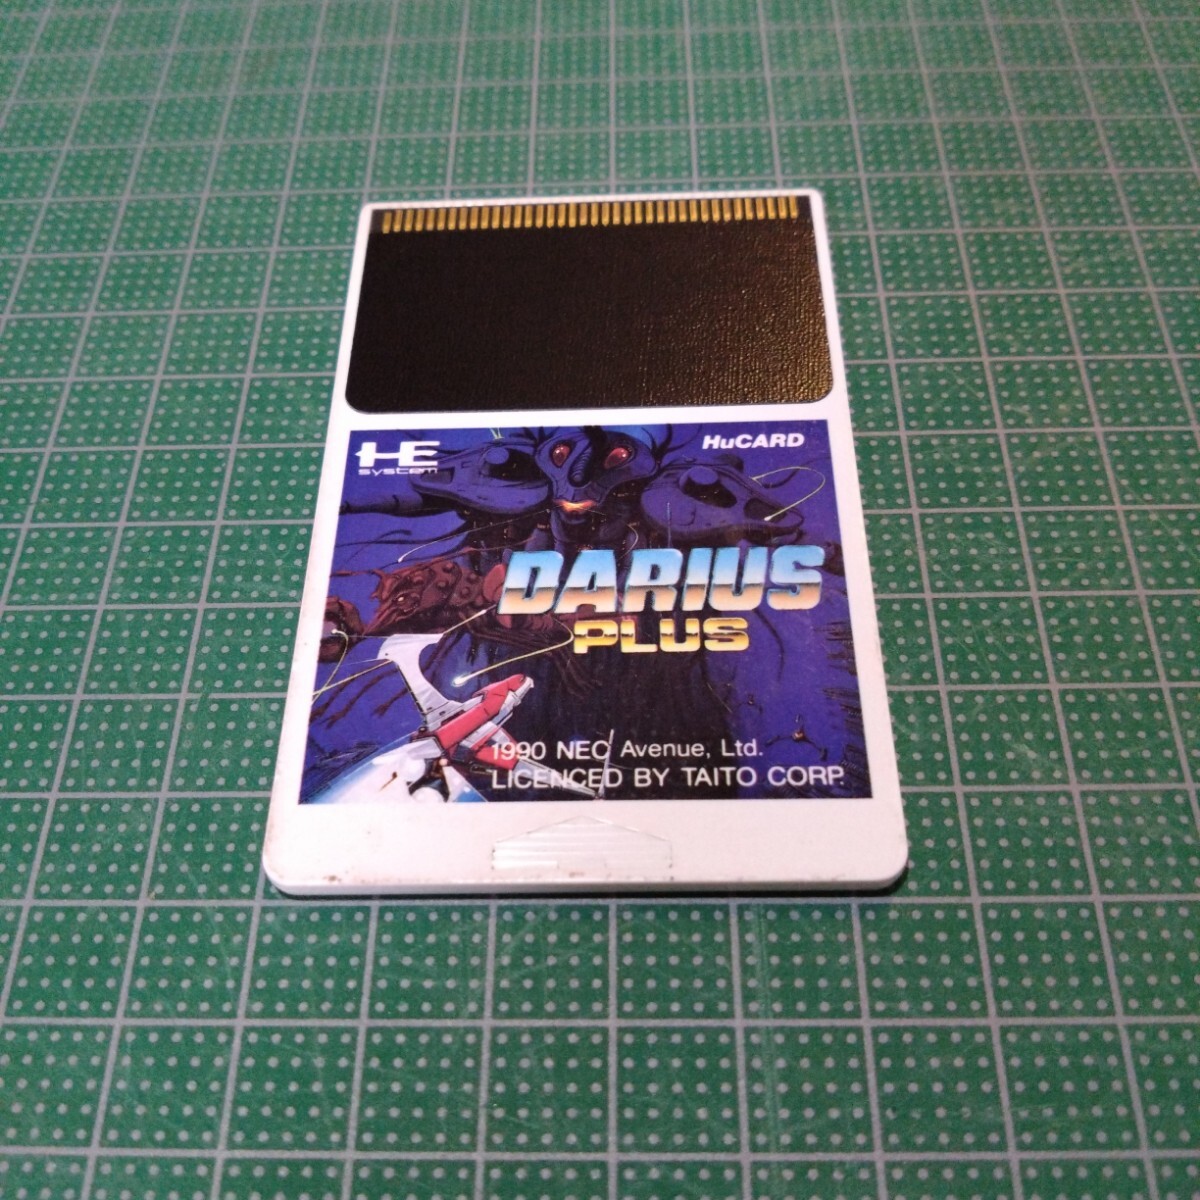 HE
system
HuCARD
DARIUS
PLUS
1990 NEC Avenue, Ltd.
LICENCED BY TAITO CORP.